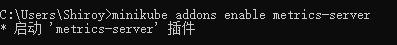 C:\Users\Shiroy>minikube addons enable metrics-server
* 启动 'metrics-server' 插件